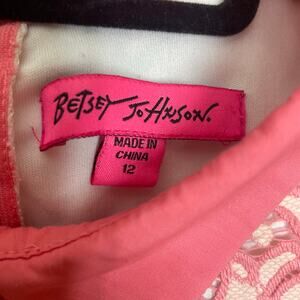 BETSEY JOHNSON.
MADE IN
CHINA
12